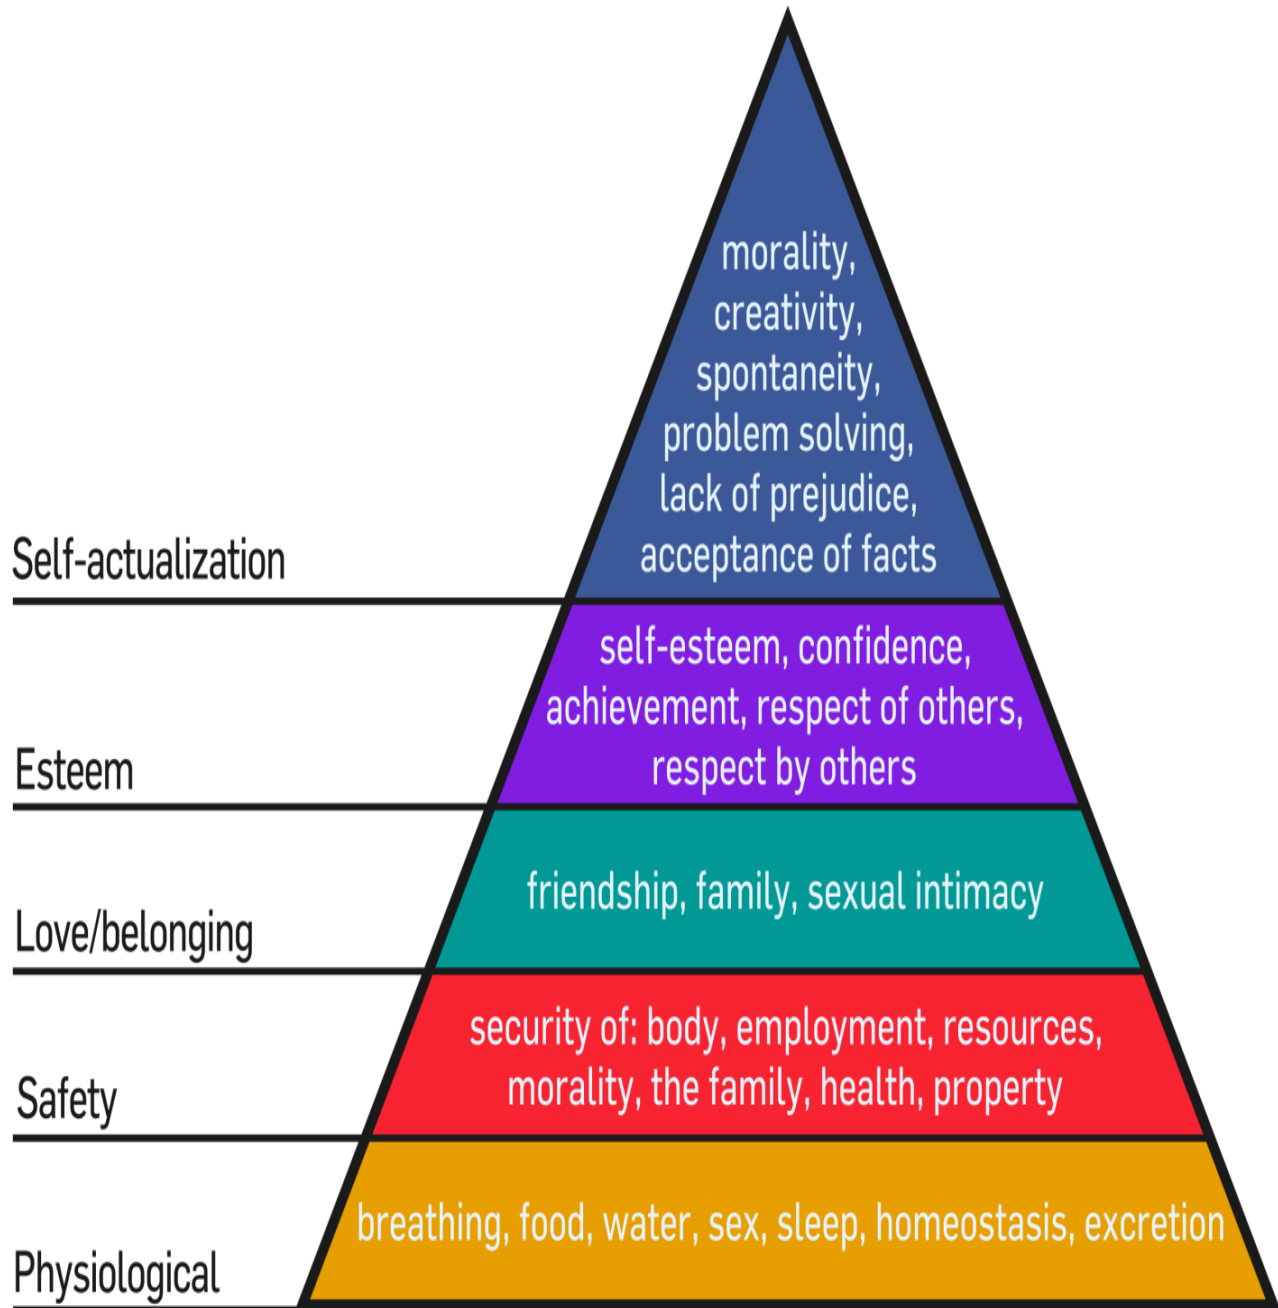 morality,
creativity,
spontaneity,
problem solving,
lack of prejudice,
acceptance of facts
Self-actualization
self-esteem, confidence,
achievement, respect of others,
respect by others
Esteem
friendship, family, sexual intimacy
Love/belonging
security of: body, employment, resources,
morality, the family, health, property
Safety
breathing, food, water, sex, sleep, homeostasis, excretion
Physiological